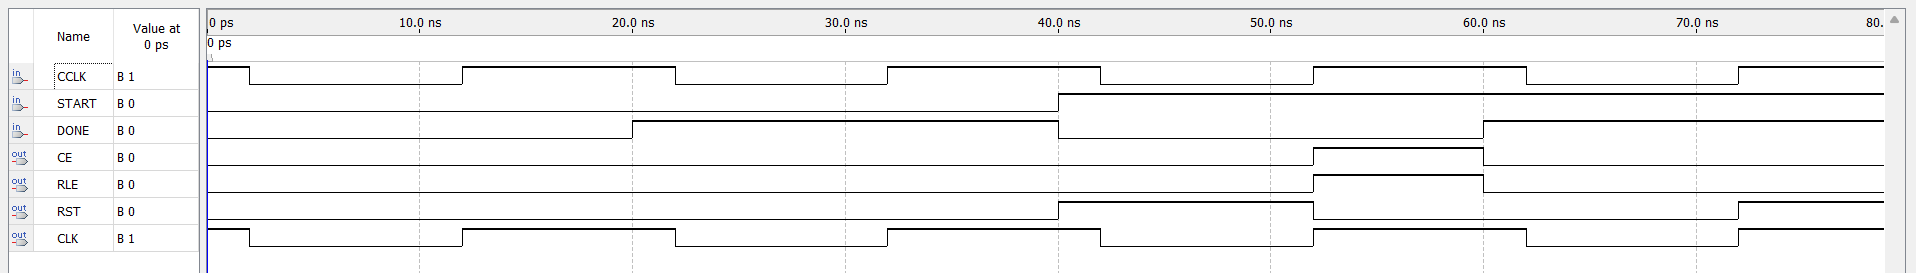 Name
Value at
0 ps
0 ps 10.0 ns 20.0 ns 30.0 ns 40.0 ns 50.0 ns 60.0 ns 70.0 ns 80.
0 ps
in CCLK B 1
in START B 0
in DONE B 0
out CE B 0
out RLE B 0
out RST B 0
out CLK B 1